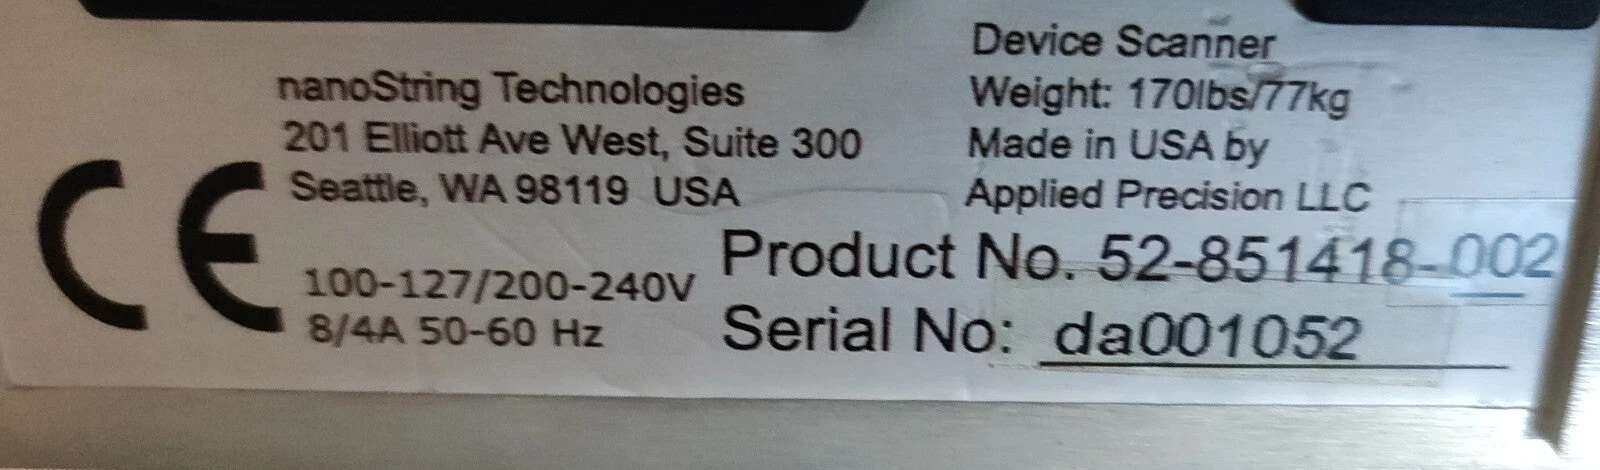 nanoString Technologies
201 Elliott Ave West, Suite 300
Seattle, WA 98119 USA
CE
100-127/200-240V
8/4A 50-60 Hz
Device Scanner
Weight: 170lbs/77kg
Made in USA by
Applied Precision LLC
Product No. 52-851418-002
Serial No: da001052